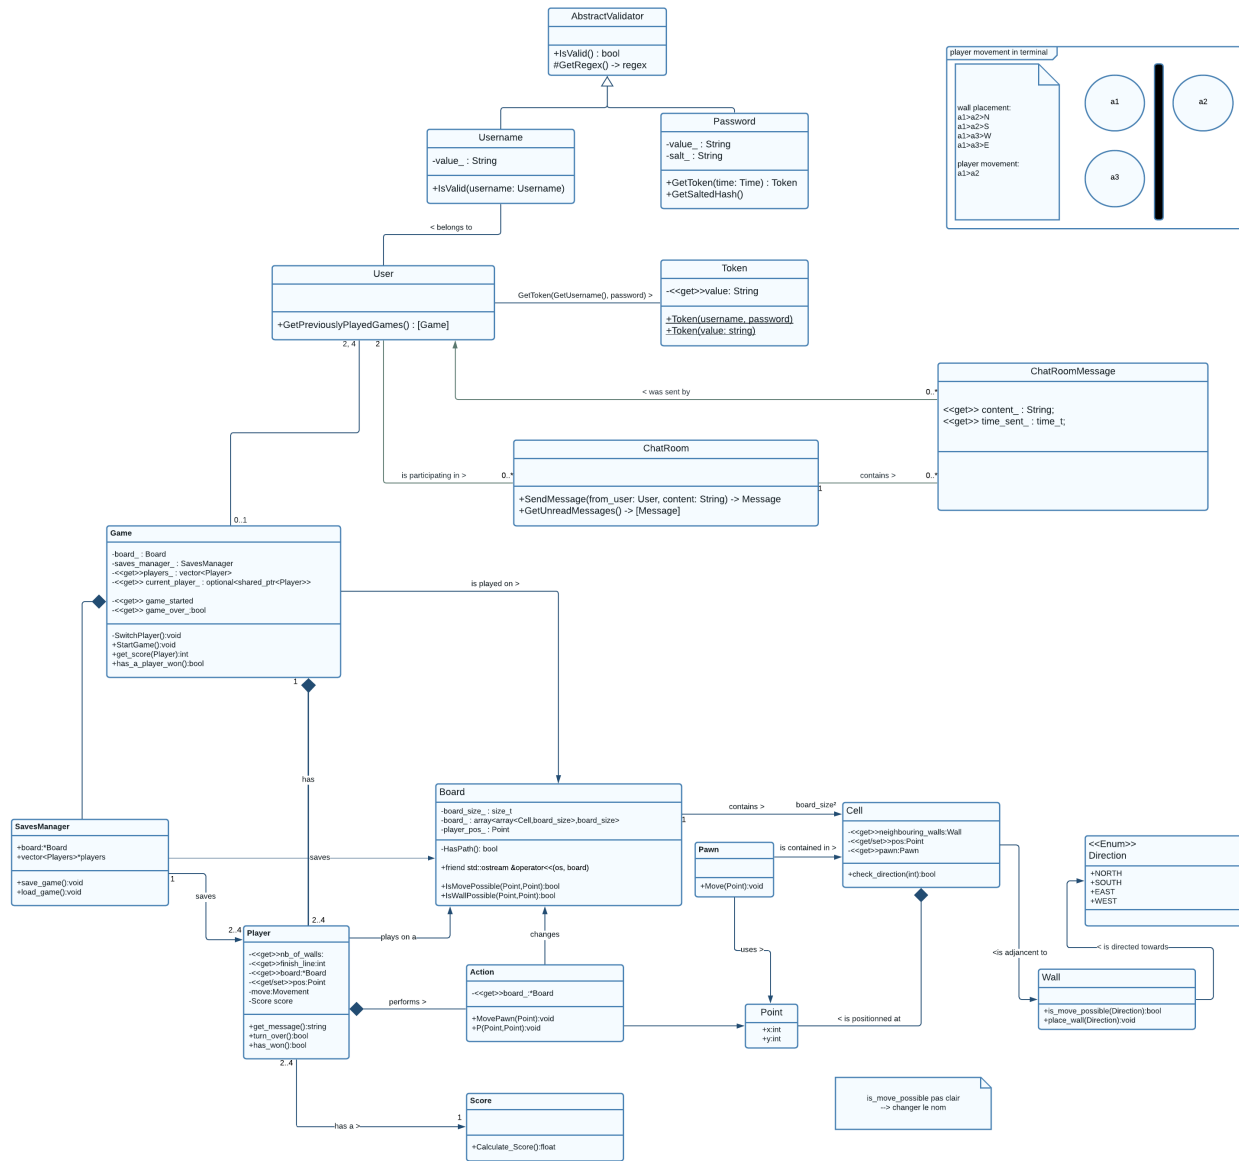 AbstractValidator
+IsValid() : bool
#GetRegex() -> regex
player movement in terminal
wall placement:
a1>a2>N
a1>a2>S
a1>a3>W
a1>a3>E
player movement:
a1>a2
a1
a2
a3
Username
-value_ : String
+IsValid(username: Username)
Password
-value_ : String
-salt_ : String
+GetToken(time: Time) : Token
+GetSaltedHash()
< belongs to
User
+GetPreviouslyPlayedGames() : [Game]
GetToken(GetUsername(), password) >
Token
-<<get>>value: String
+Token(username, password)
+Token(value: string)
2, 4
2
< was sent by
0..*
ChatRoomMessage
<<get>> content_ : String;
<<get>> time_sent_ : time_t;
is participating in >
0..*
ChatRoom
+SendMessage(from_user: User, content: String) -> Message
+GetUnreadMessages() -> [Message]
1
contains >
0..*
0..1
Game
-board_ : Board
-saves_manager_ : SavesManager
-<<get>>players_ : vector<Player>
-<<get>> current_player_ : optional<shared_ptr<Player>>
-<<get>> game_started
-<<get>> game_over_:bool
-SwitchPlayer():void
+StartGame():void
+get_score(Player):int
+has_a_player_won():bool
is played on >
1
has
2..4
SavesManager
+board:*Board
+vector<Players>*players
+save_game():void
+load_game():void
saves
1
saves
2..4
Board
-board_size_ : size_t
-board_ : array<array<Cell,board_size>,board_size>
-player_pos_ : Point
-HasPath(): bool
+friend std::ostream &operator<<(os, board)
+IsMovePossible(Point,Point):bool
+IsWallPossible(Point,Point):bool
contains >
board_size²
1
Pawn
+Move(Point):void
is contained in >
Cell
-<<get>>neighbouring_walls:Wall
-<<get/set>>pos:Point
-<<get>>pawn:Pawn
+check_direction(int):bool
<<Enum>>
Direction
+NORTH
+SOUTH
+EAST
+WEST
Player
-<<get>>nb_of_walls:
-<<get>>finish_line:int
-<<get>>board:*Board
-<<get/set>>pos:Point
-move:Movement
-Score score
+get_message():string
+turn_over():bool
+has_won():bool
plays on a
changes
performs >
Action
-<<get>>board_:*Board
+MovePawn(Point):void
+P(Point,Point):void
uses >
Point
+x:int
+y:int
< is positionned at
<is adjancent to
< is directed towards
Wall
+is_move_possible(Direction):bool
+place_wall(Direction):void
2..4
has a >
1
Score
+Calculate_Score():float
is_move_possible pas clair
--> changer le nom